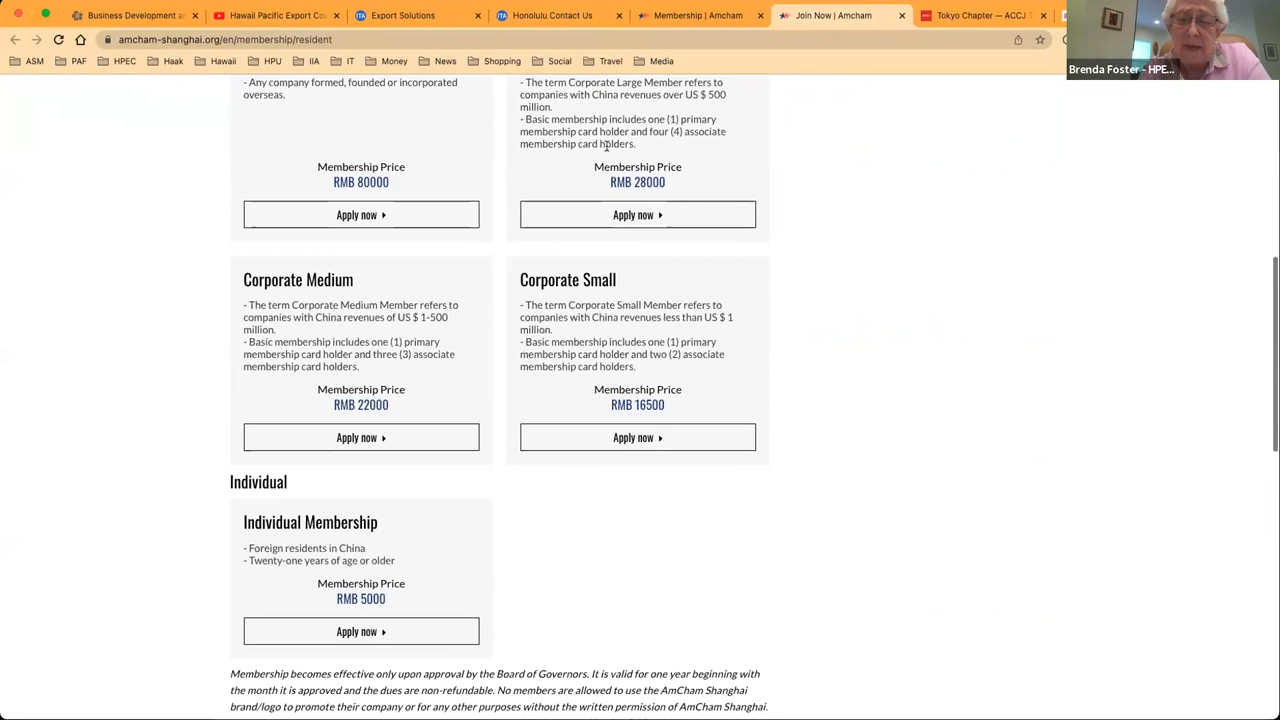 Business Development a
Hawaii Pacific Export Cou
Export Solutions
Honolulu Contact Us
Membership | Amcham
Join Now | Amcham
Tokyo Chapter — ACCJ T
amcham-shanghai.org/en/membership/resident
ASM
PAF
HPEC
Haak
Hawaii
HPU
IIA
IT
Money
News
Shopping
Social
Travel
Media
Brenda Foster - HPE...
- Any company formed, founded or incorporated
overseas.
Membership Price
RMB 80000
Apply now
- The term Corporate Large Member refers to
companies with China revenues over US $ 500
million.
- Basic membership includes one (1) primary
membership card holder and four (4) associate
membership card holders.
Membership Price
RMB 28000
Apply now
Corporate Medium
- The term Corporate Medium Member refers to
companies with China revenues of US $ 1-500
million.
- Basic membership includes one (1) primary
membership card holder and three (3) associate
membership card holders.
Membership Price
RMB 22000
Apply now
Corporate Small
- The term Corporate Small Member refers to
companies with China revenues less than US $ 1
million.
- Basic membership includes one (1) primary
membership card holder and two (2) associate
membership card holders.
Membership Price
RMB 16500
Apply now
Individual
Individual Membership
- Foreign residents in China
- Twenty-one years of age or older
Membership Price
RMB 5000
Apply now
Membership becomes effective only upon approval by the Board of Governors. It is valid for one year beginning with
the month it is approved and the dues are non-refundable. No members are allowed to use the AmCham Shanghai
brand/logo to promote their company or for any other purposes without the written permission of AmCham Shanghai.